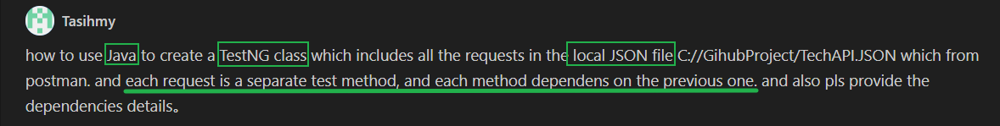 Tasihmy
how to use Java to create a TestNG class which includes all the requests in the local JSON file C://GihubProject/TechAPI.JSON which from
postman. and each request is a separate test method, and each method dependens on the previous one. and also pls provide the
dependencies details。